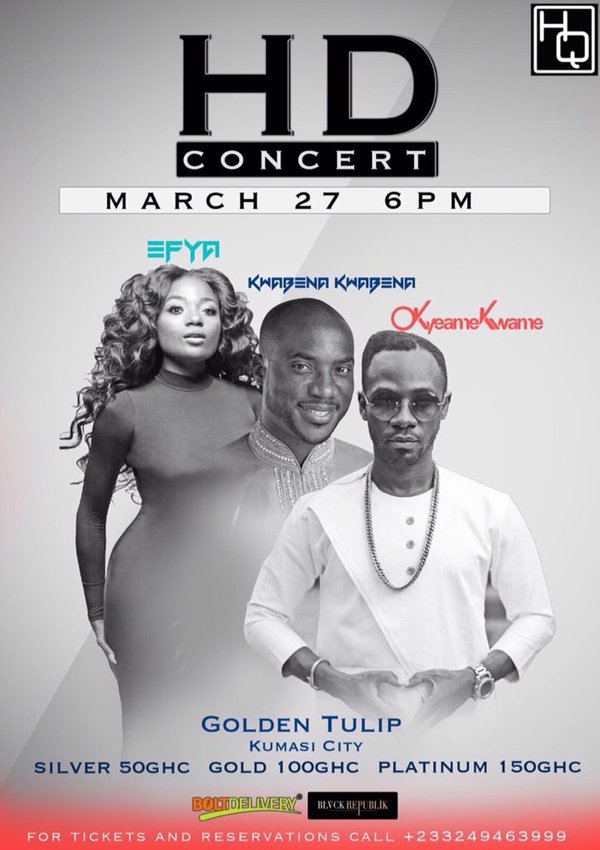 HQ
HD
CONCERT
MARCH 27 6PM
EFYA
KWABENA KWABENA
OkyeameKwame
GOLDEN TULIP
KUMASI CITY
SILVER 50GHC GOLD 100GHC PLATINUM 150GHC
BOLTDELIVERY BLVCK REPUBLIK
FOR TICKETS AND RESERVATIONS CALL +233249463999